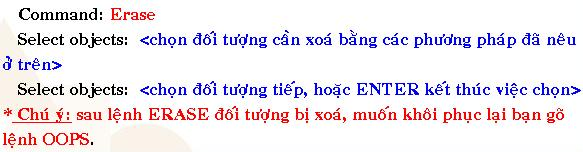 Command: Erase
Select objects: <chọn đối tượng cần xoá bằng các phương pháp đã nêu
ở trên>
Select objects: <chọn đối tượng tiếp, hoặc ENTER kết thúc việc chọn>
* Chú ý: sau lệnh ERASE đối tượng bị xoá, muốn khôi phục lại bạn gõ
lệnh OOPS.